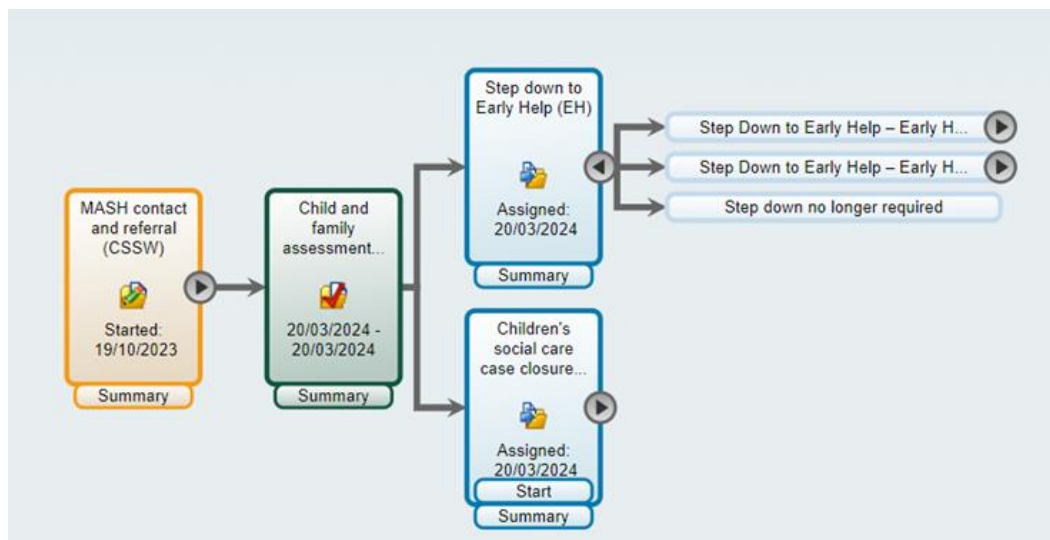 MASH contact
and referral
(CSSW)
Started:
19/10/2023
Summary
Child and
family
assessment...
20/03/2024 -
20/03/2024
Summary
Step down to
Early Help (EH)
Assigned:
20/03/2024
Summary
Step Down to Early Help – Early H...
Step Down to Early Help – Early H...
Step down no longer required
Children's
social care
case closure...
Assigned:
20/03/2024
Start
Summary